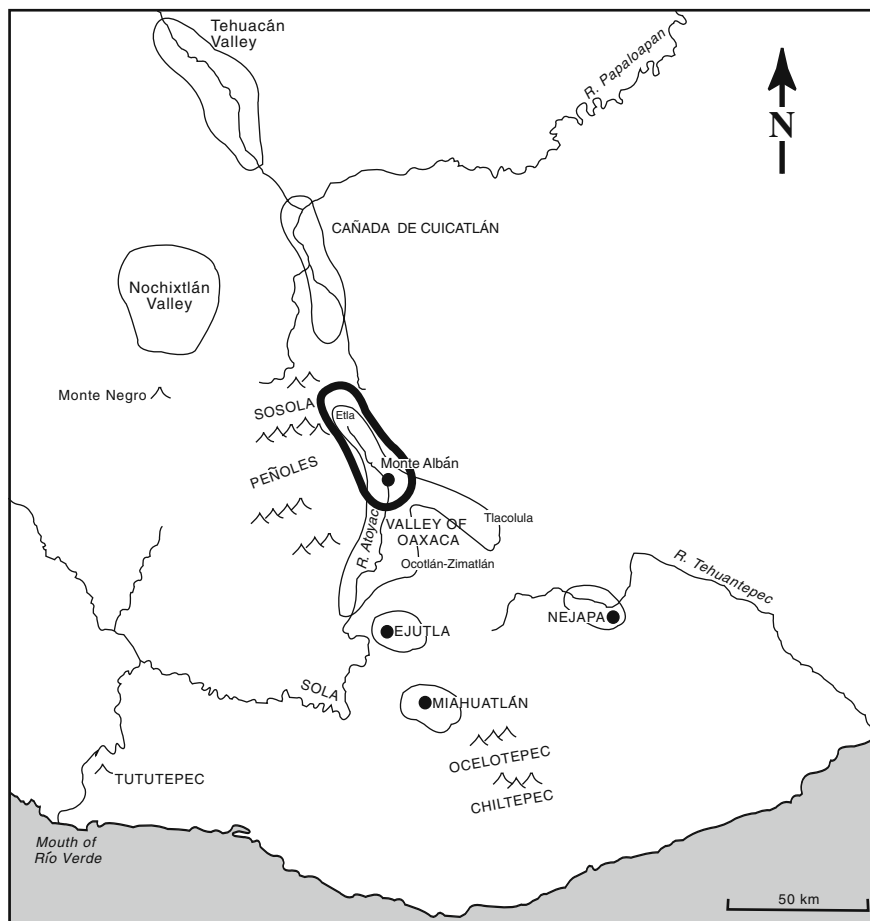 Tehuacán
Valley
R. Papaloapan
N
CAÑADA DE CUICATLÁN
Nochixtlán
Valley
Monte Negro
SOSOLA
Etla
PEÑOLES
Monte Albán
R. Atoyac
VALLEY OF
OAXACA
Tlacolula
Ocotlán-Zimatlán
R. Tehuantepec
EJUTLA
NEJAPA
SOLA
MIAHUATLÁN
OCELOTEPEC
TUTUTEPEC
CHILTEPEC
Mouth of
Río Verde
50 km